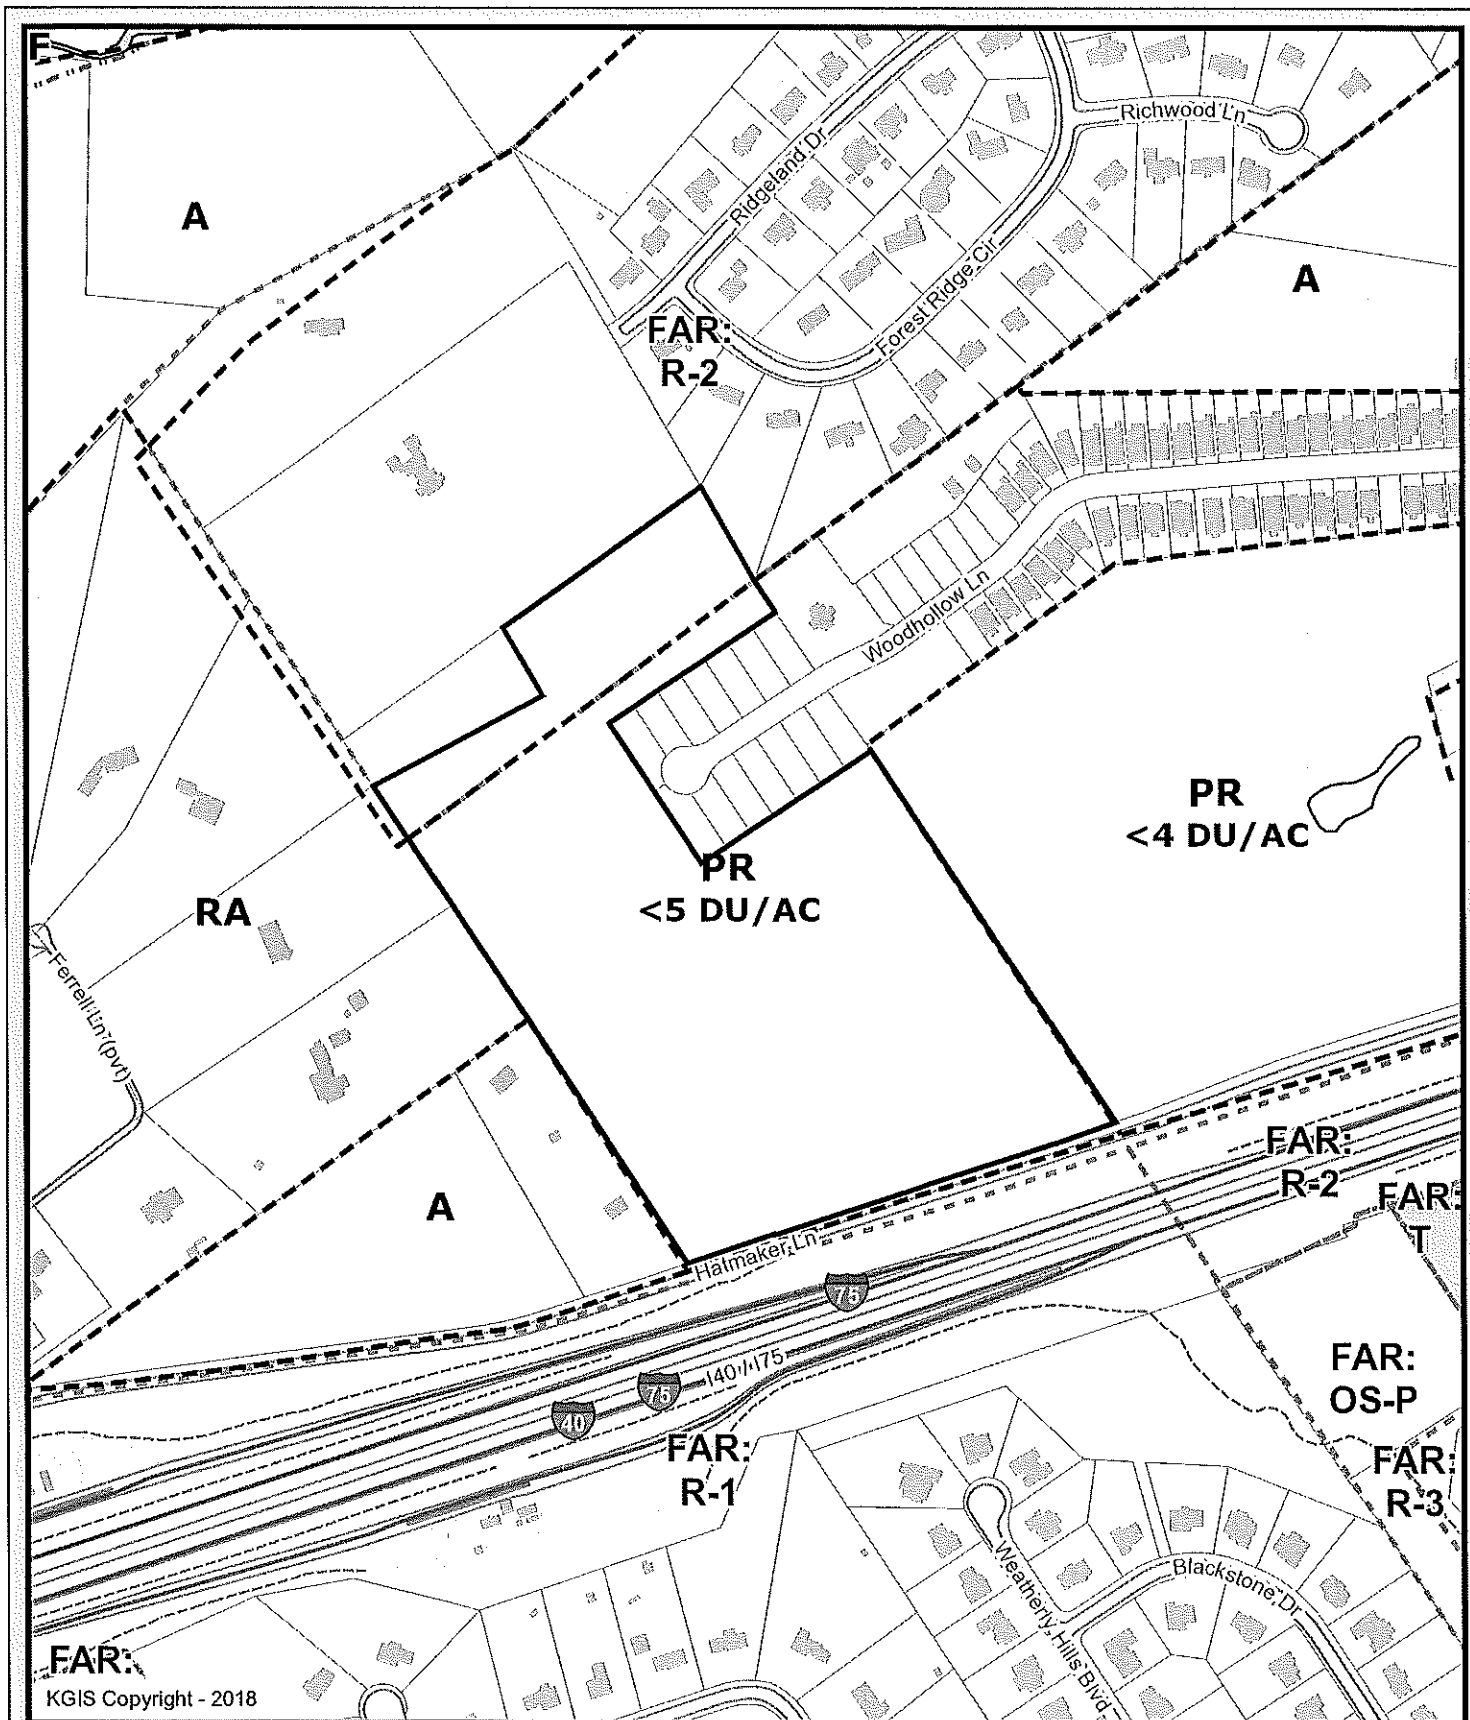 F
Richwood Ln
Ridgeland Dr
A
A
Forest Ridge Cir
FAR:
R-2
Woodhollow Ln
PR
<4 DU/AC
PR
<5 DU/AC
RA
Ferrell Ln (pvt)
A
FAR:
R-2
FAR:
T
Hatmaker Ln
75
I40 / I75
75
40
FAR:
OS-P
FAR:
R-1
FAR:
R-3
Weatherly Hills Blvd
Blackstone Dr
FAR:
KGIS Copyright - 2018